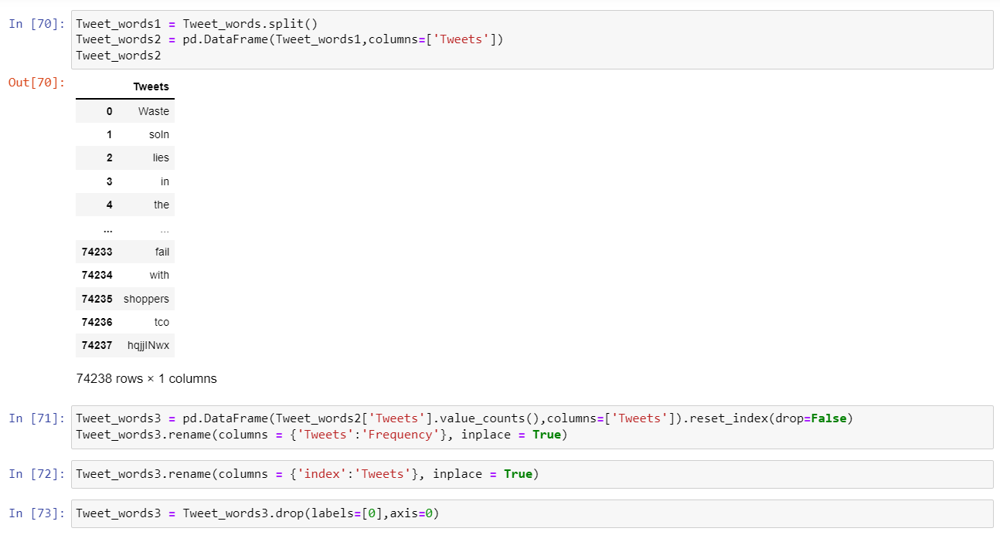 In [70]: Tweet_words1 = Tweet_words.split()
Tweet_words2 = pd.DataFrame(Tweet_words1,columns=['Tweets'])
Tweet_words2
Out[70]:
Tweets
0 Waste
1 soln
2 lies
3 in
4 the
... ...
74233 fail
74234 with
74235 shoppers
74236 tco
74237 hqjjINwx
74238 rows × 1 columns
In [71]: Tweet_words3 = pd.DataFrame(Tweet_words2['Tweets'].value_counts(),columns=['Tweets']).reset_index(drop=False)
Tweet_words3.rename(columns = {'Tweets':'Frequency'}, inplace = True)
In [72]: Tweet_words3.rename(columns = {'index':'Tweets'}, inplace = True)
In [73]: Tweet_words3 = Tweet_words3.drop(labels=[0],axis=0)